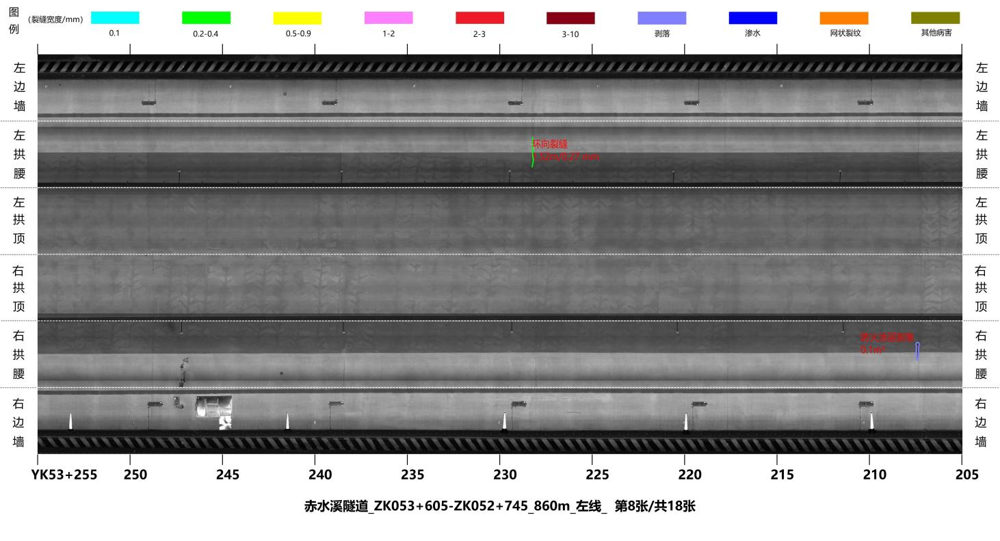 图例 (裂缝宽度/mm)
0.1 0.2-0.4 0.5-0.9 1-2 2-3 3-10 剥落 渗水 网状裂纹 其他病害
左边墙 左边墙
左拱腰 左拱腰
环向裂缝
左拱顶 左拱顶
右拱顶 右拱顶
右拱腰 右拱腰
0.1m²
右边墙 右边墙
YK53+255 250 245 240 235 230 225 220 215 210 205
赤水溪隧道_ZK053+605-ZK052+745_860m_左线_ 第8张/共18张